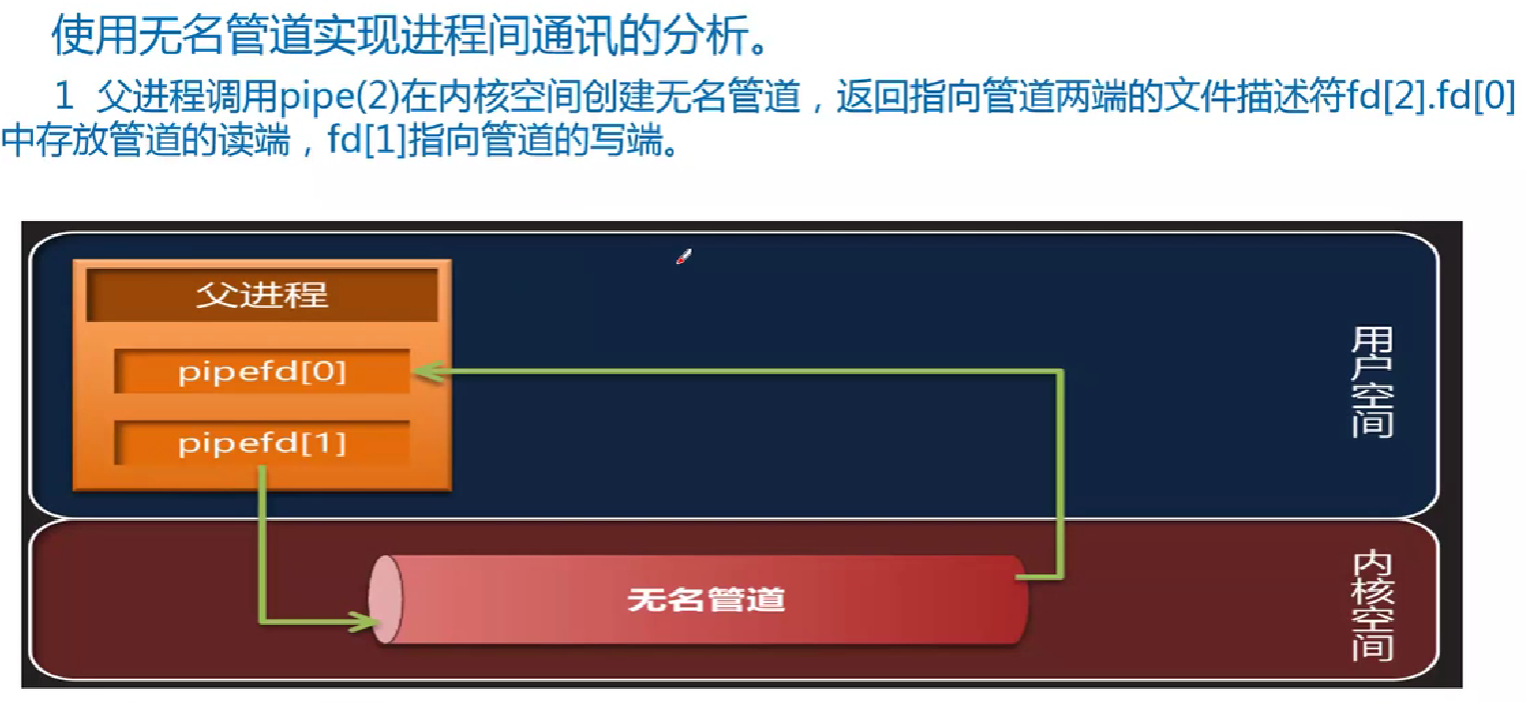 使用无名管道实现进程间通讯的分析。
1 父进程调用pipe(2)在内核空间创建无名管道，返回指向管道两端的文件描述符fd[2].fd[0]
中存放管道的读端，fd[1]指向管道的写端。
父进程
pipefd[0]
pipefd[1]
用户空间
无名管道
内核空间